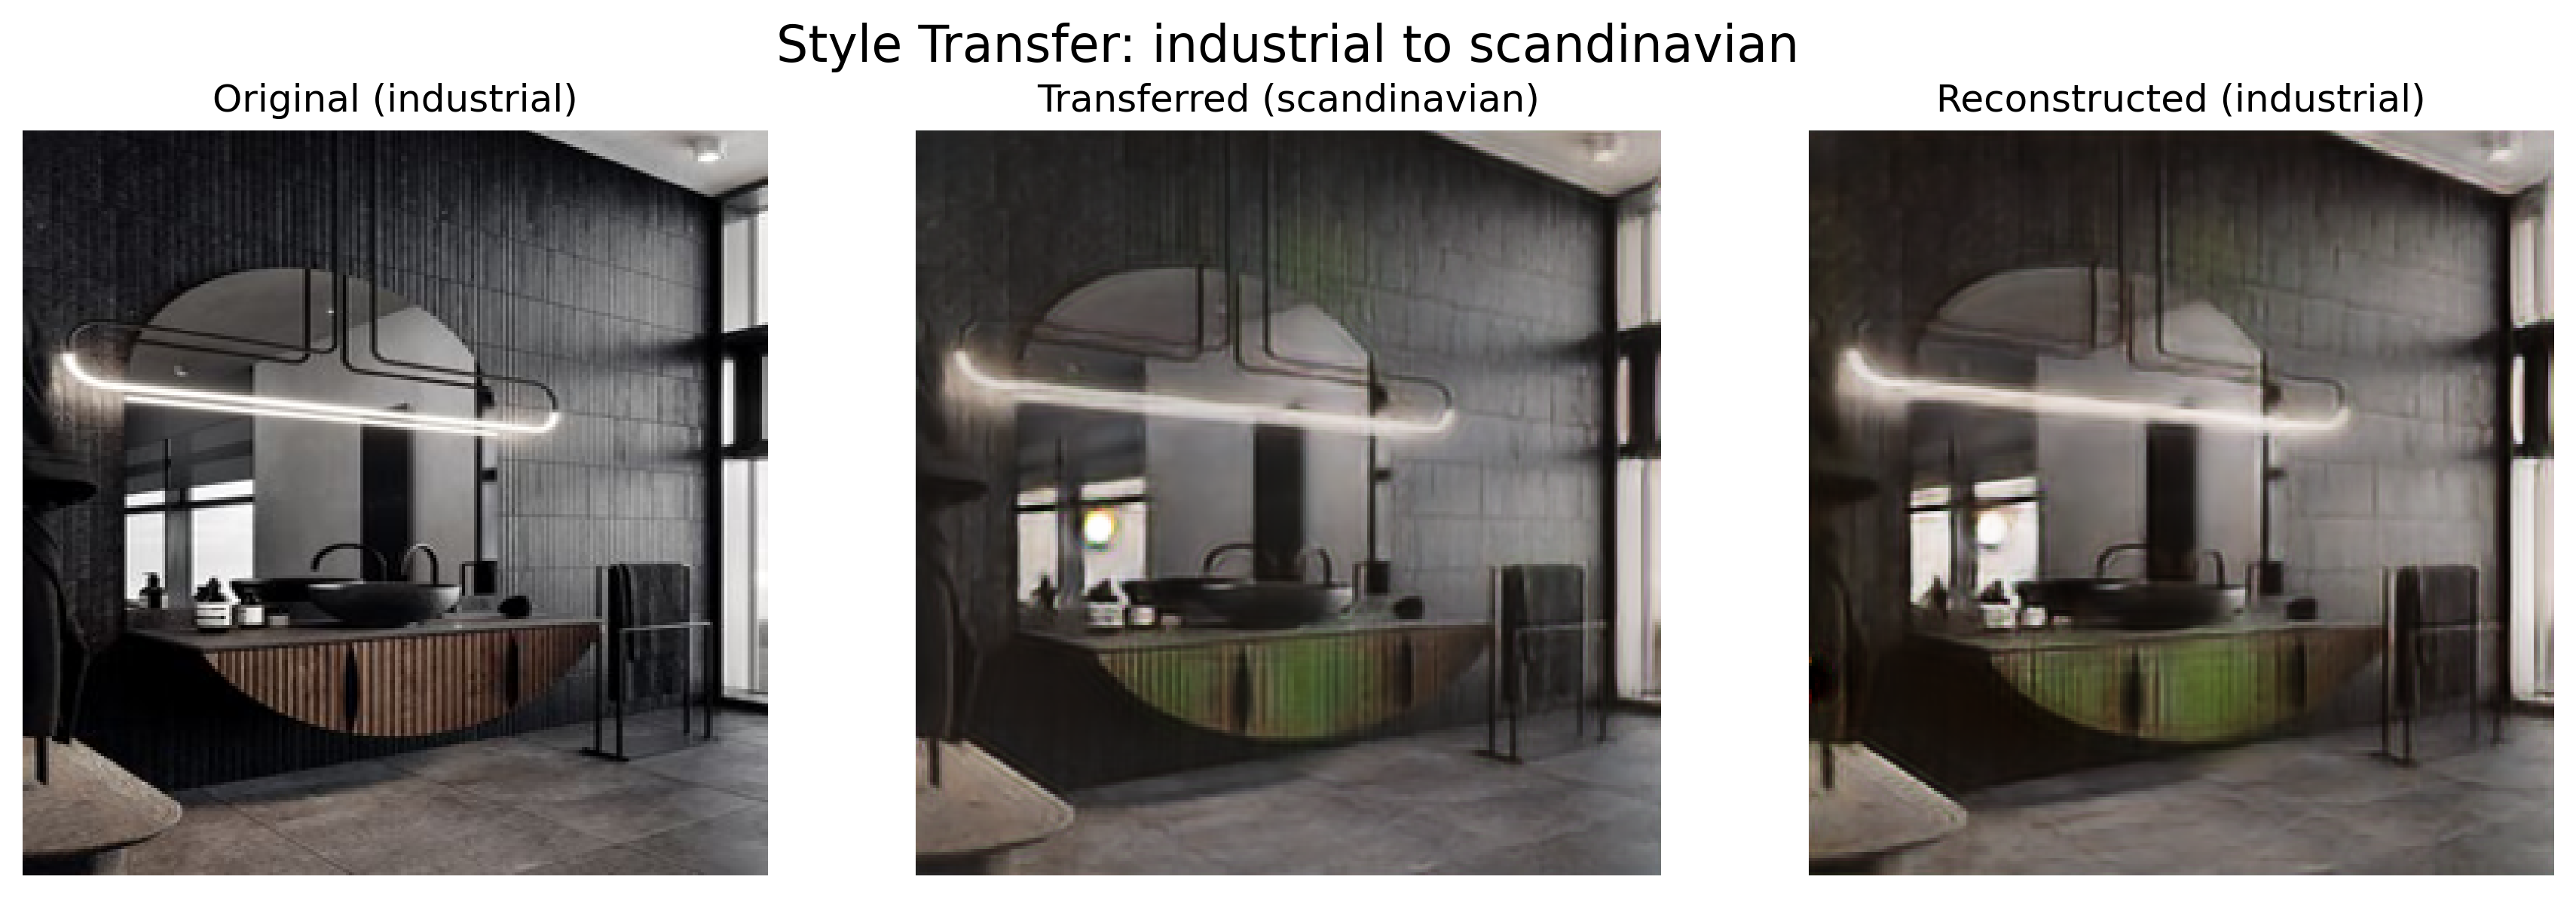 Style Transfer: industrial to scandinavian
Original (industrial)
Transferred (scandinavian)
Reconstructed (industrial)